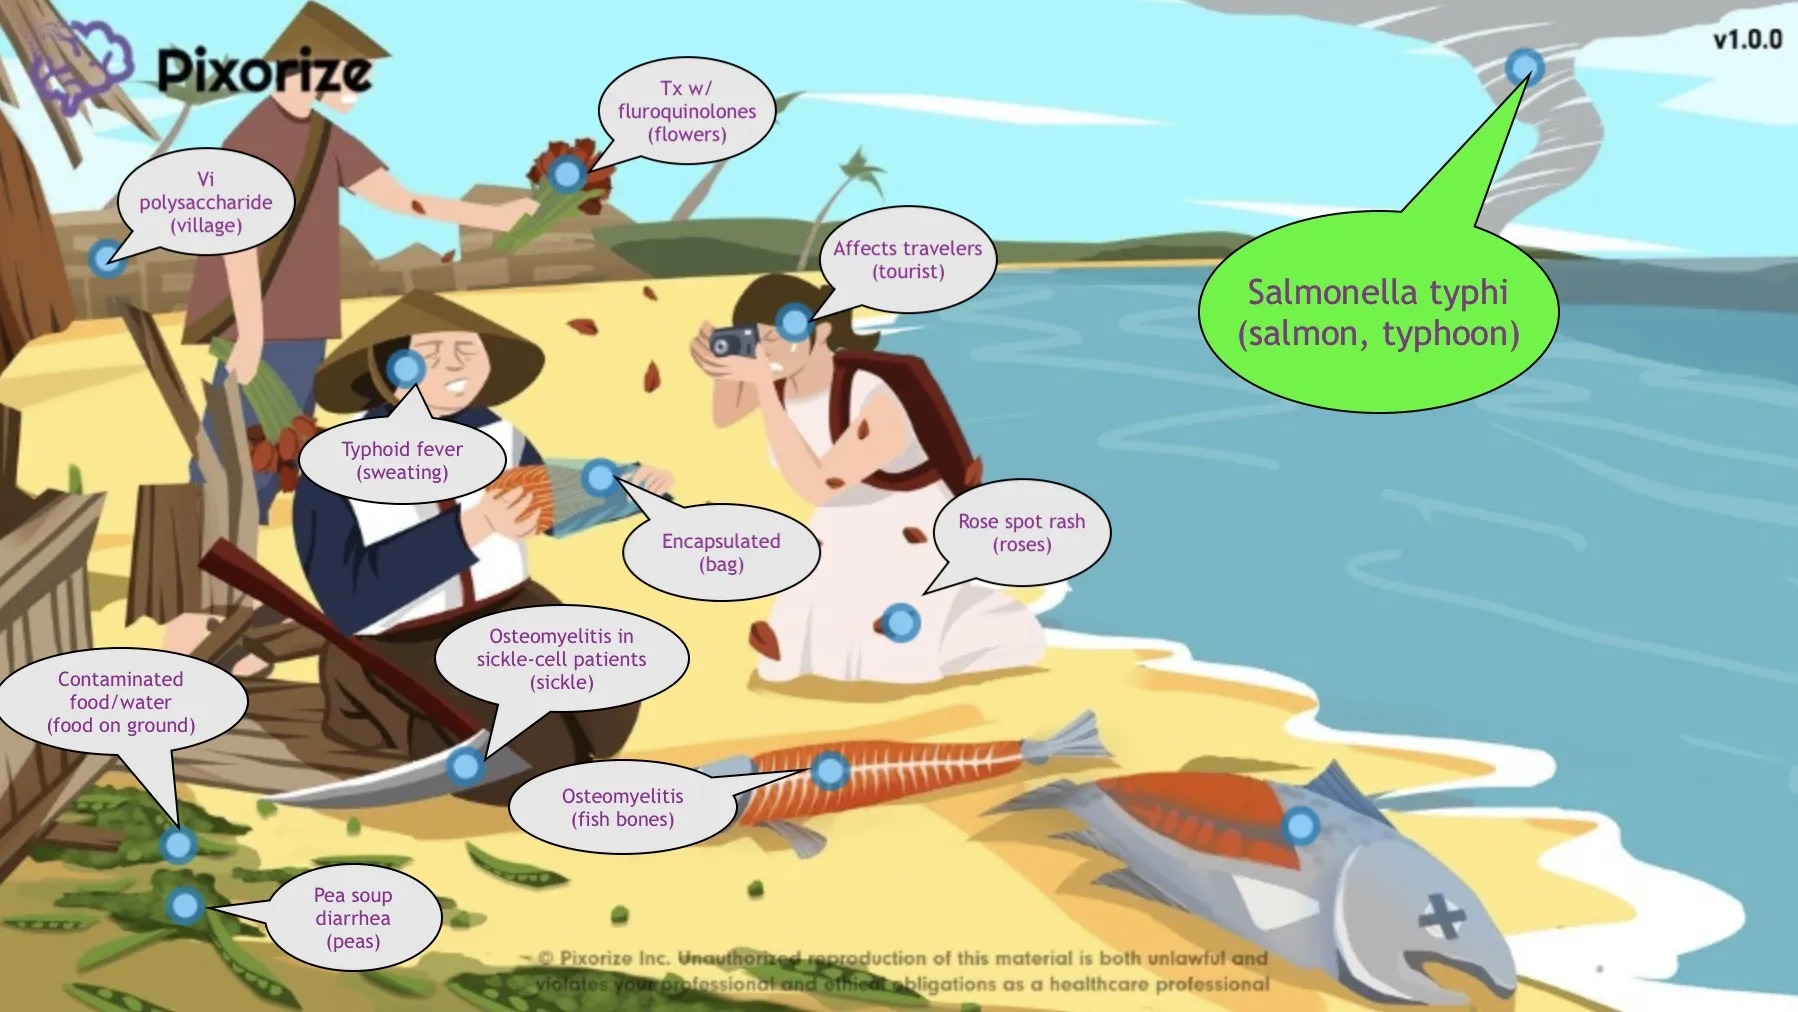 Pixorize
v1.0.0
Tx w/
fluroquinolones
(flowers)
Vi
polysaccharide
(village)
Affects travelers
(tourist)
Salmonella typhi
(salmon, typhoon)
Typhoid fever
(sweating)
Encapsulated
(bag)
Rose spot rash
(roses)
Osteomyelitis in
sickle-cell patients
(sickle)
Contaminated
food/water
(food on ground)
Osteomyelitis
(fish bones)
Pea soup
diarrhea
(peas)
© Pixorize Inc. Unauthorized reproduction of this material is both unlawful and
violates your professional and ethical obligations as a healthcare professional